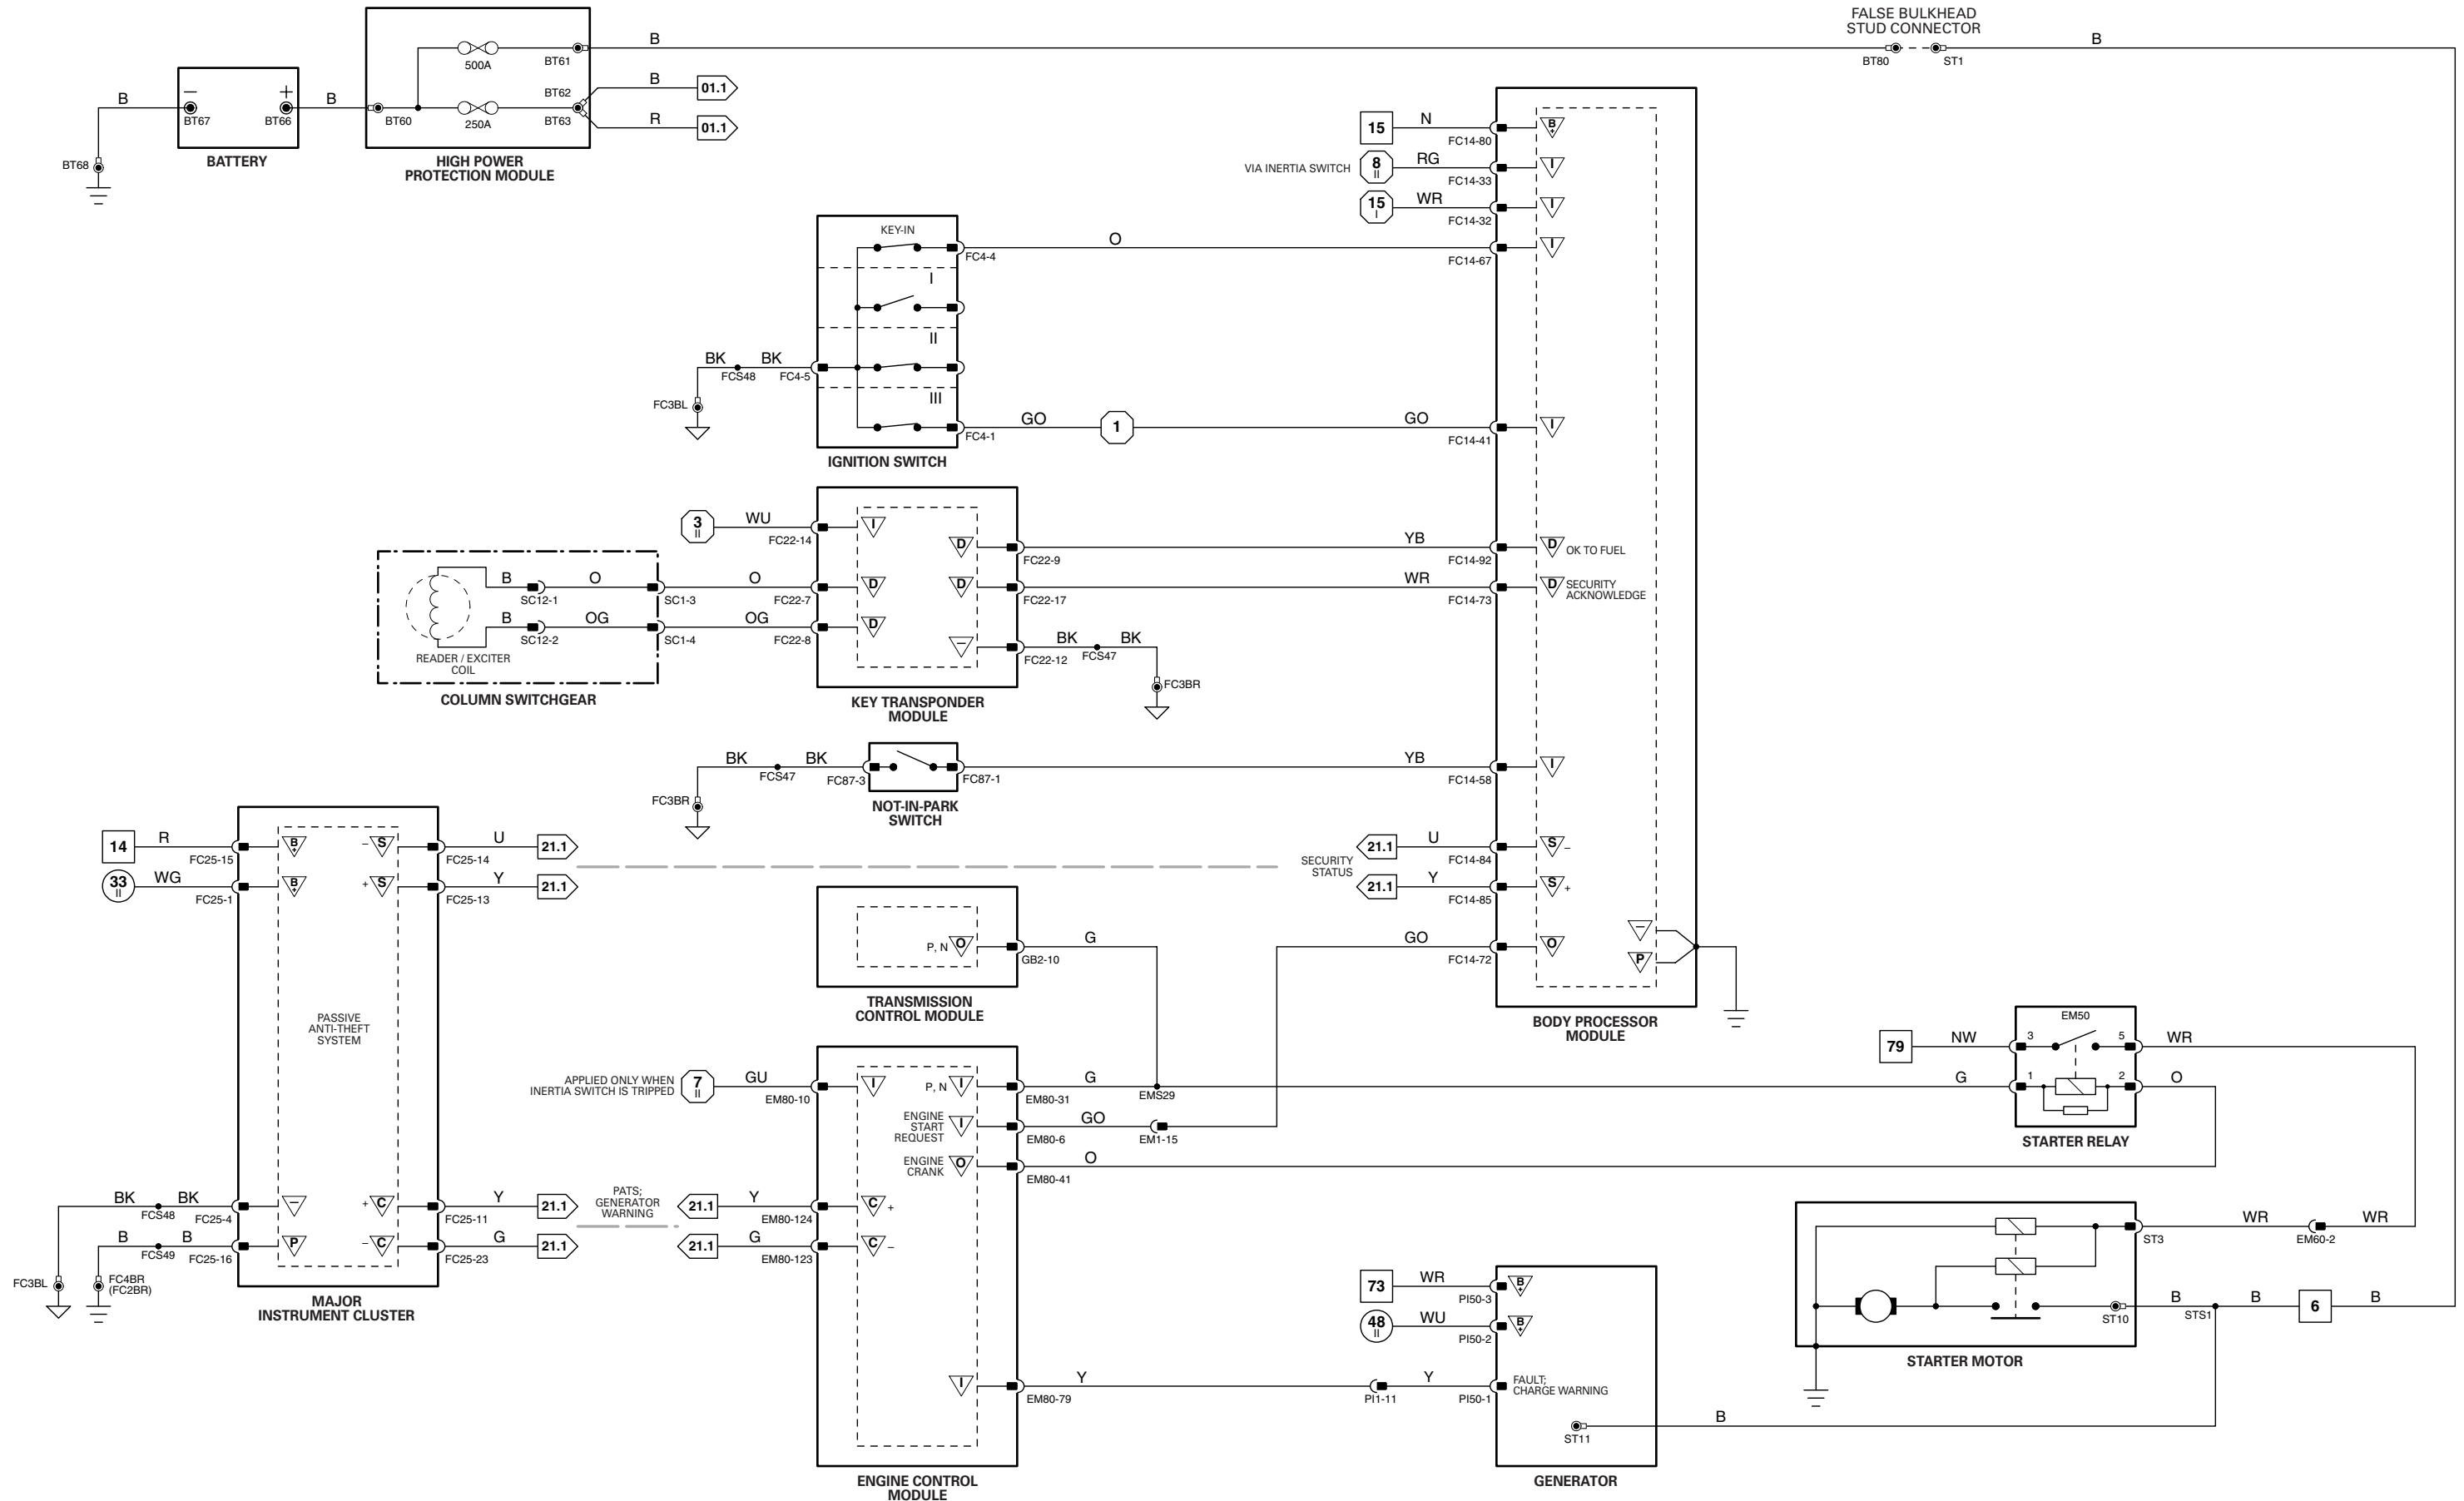 FALSE BULKHEAD
STUD CONNECTOR
B
BT80
ST1
B
500A
BT61
B
BT67
−
+
BT66
BATTERY
BT68
B
BT60
250A
BT62
BT63
B
01.1
R
01.1
HIGH POWER
PROTECTION MODULE
15
N
FC14-80
B
+
VIA INERTIA SWITCH
8
II
RG
FC14-33
I
15
I
WR
FC14-32
I
KEY-IN
FC4-4
O
FC14-67
I
I
II
III
BK
FCS48
BK
FC4-5
FC3BL
FC4-1
GO
1
GO
FC14-41
I
IGNITION SWITCH
3
II
WU
FC22-14
I
D
FC22-9
YB
FC14-92
D
OK TO FUEL
B
SC12-1
O
SC1-3
O
FC22-7
D
D
FC22-17
WR
FC14-73
D
SECURITY
ACKNOWLEDGE
B
SC12-2
OG
SC1-4
OG
FC22-8
D
−
FC22-12
BK
FCS47
BK
FC3BR
READER / EXCITER
COIL
COLUMN SWITCHGEAR
KEY TRANSPONDER
MODULE
BK
FCS47
BK
FC87-3
FC87-1
YB
FC14-58
I
FC3BR
NOT-IN-PARK
SWITCH
14
R
FC25-15
B
+
−
S
FC25-14
U
21.1
33
II
WG
FC25-1
B
+
+
S
FC25-13
Y
21.1
SECURITY
STATUS
21.1
U
FC14-84
S
−
21.1
Y
FC14-85
S
+
P, N
O
GB2-10
G
TRANSMISSION
CONTROL MODULE
GO
FC14-72
O
−
P
BODY PROCESSOR
MODULE
PASSIVE
ANTI-THEFT
SYSTEM
EM50
79
NW
3
5
WR
G
1
2
O
STARTER RELAY
APPLIED ONLY WHEN
INERTIA SWITCH IS TRIPPED
7
II
GU
EM80-10
I
P, N
I
EM80-31
G
EMS29
ENGINE
START
REQUEST
I
EM80-6
GO
EM1-15
ENGINE
CRANK
O
EM80-41
O
BK
FCS48
BK
FC25-4
−
+
C
FC25-11
Y
21.1
B
FCS49
B
FC25-16
P
−
C
FC25-23
G
21.1
FC3BL
FC4BR
(FC2BR)
MAJOR
INSTRUMENT CLUSTER
PATS;
GENERATOR
WARNING
21.1
Y
EM80-124
C
+
21.1
G
EM80-123
C
−
I
EM80-79
Y
PI1-11
Y
PI50-1
FAULT;
CHARGE WARNING
ENGINE CONTROL
MODULE
73
WR
PI50-3
B
+
48
II
WU
PI50-2
B
+
ST11
B
GENERATOR
ST3
WR
EM60-2
WR
ST10
B
STS1
B
6
B
STARTER MOTOR